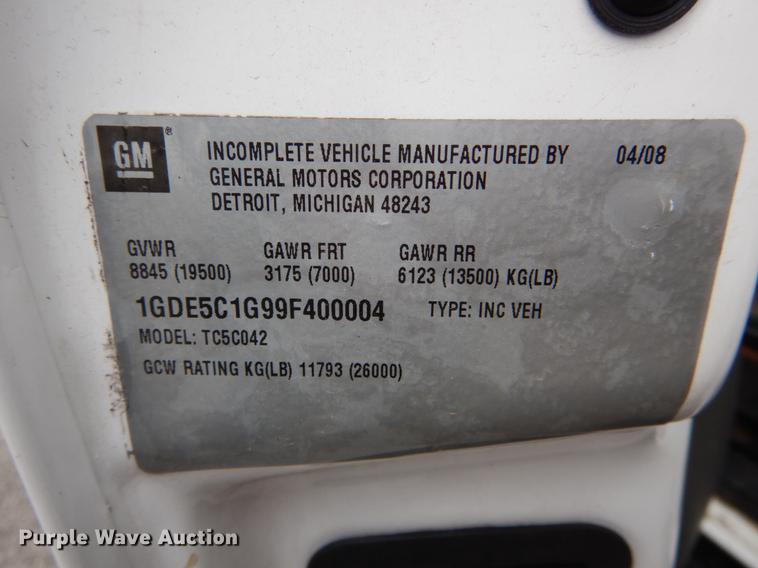 GM®
INCOMPLETE VEHICLE MANUFACTURED BY 04/08
GENERAL MOTORS CORPORATION
DETROIT, MICHIGAN 48243
GVWR GAWR FRT GAWR RR
8845 (19500) 3175 (7000) 6123 (13500) KG(LB)
1GDE5C1G99F400004 TYPE: INC VEH
MODEL: TC5C042
GCW RATING KG(LB) 11793 (26000)
Purple Wave Auction